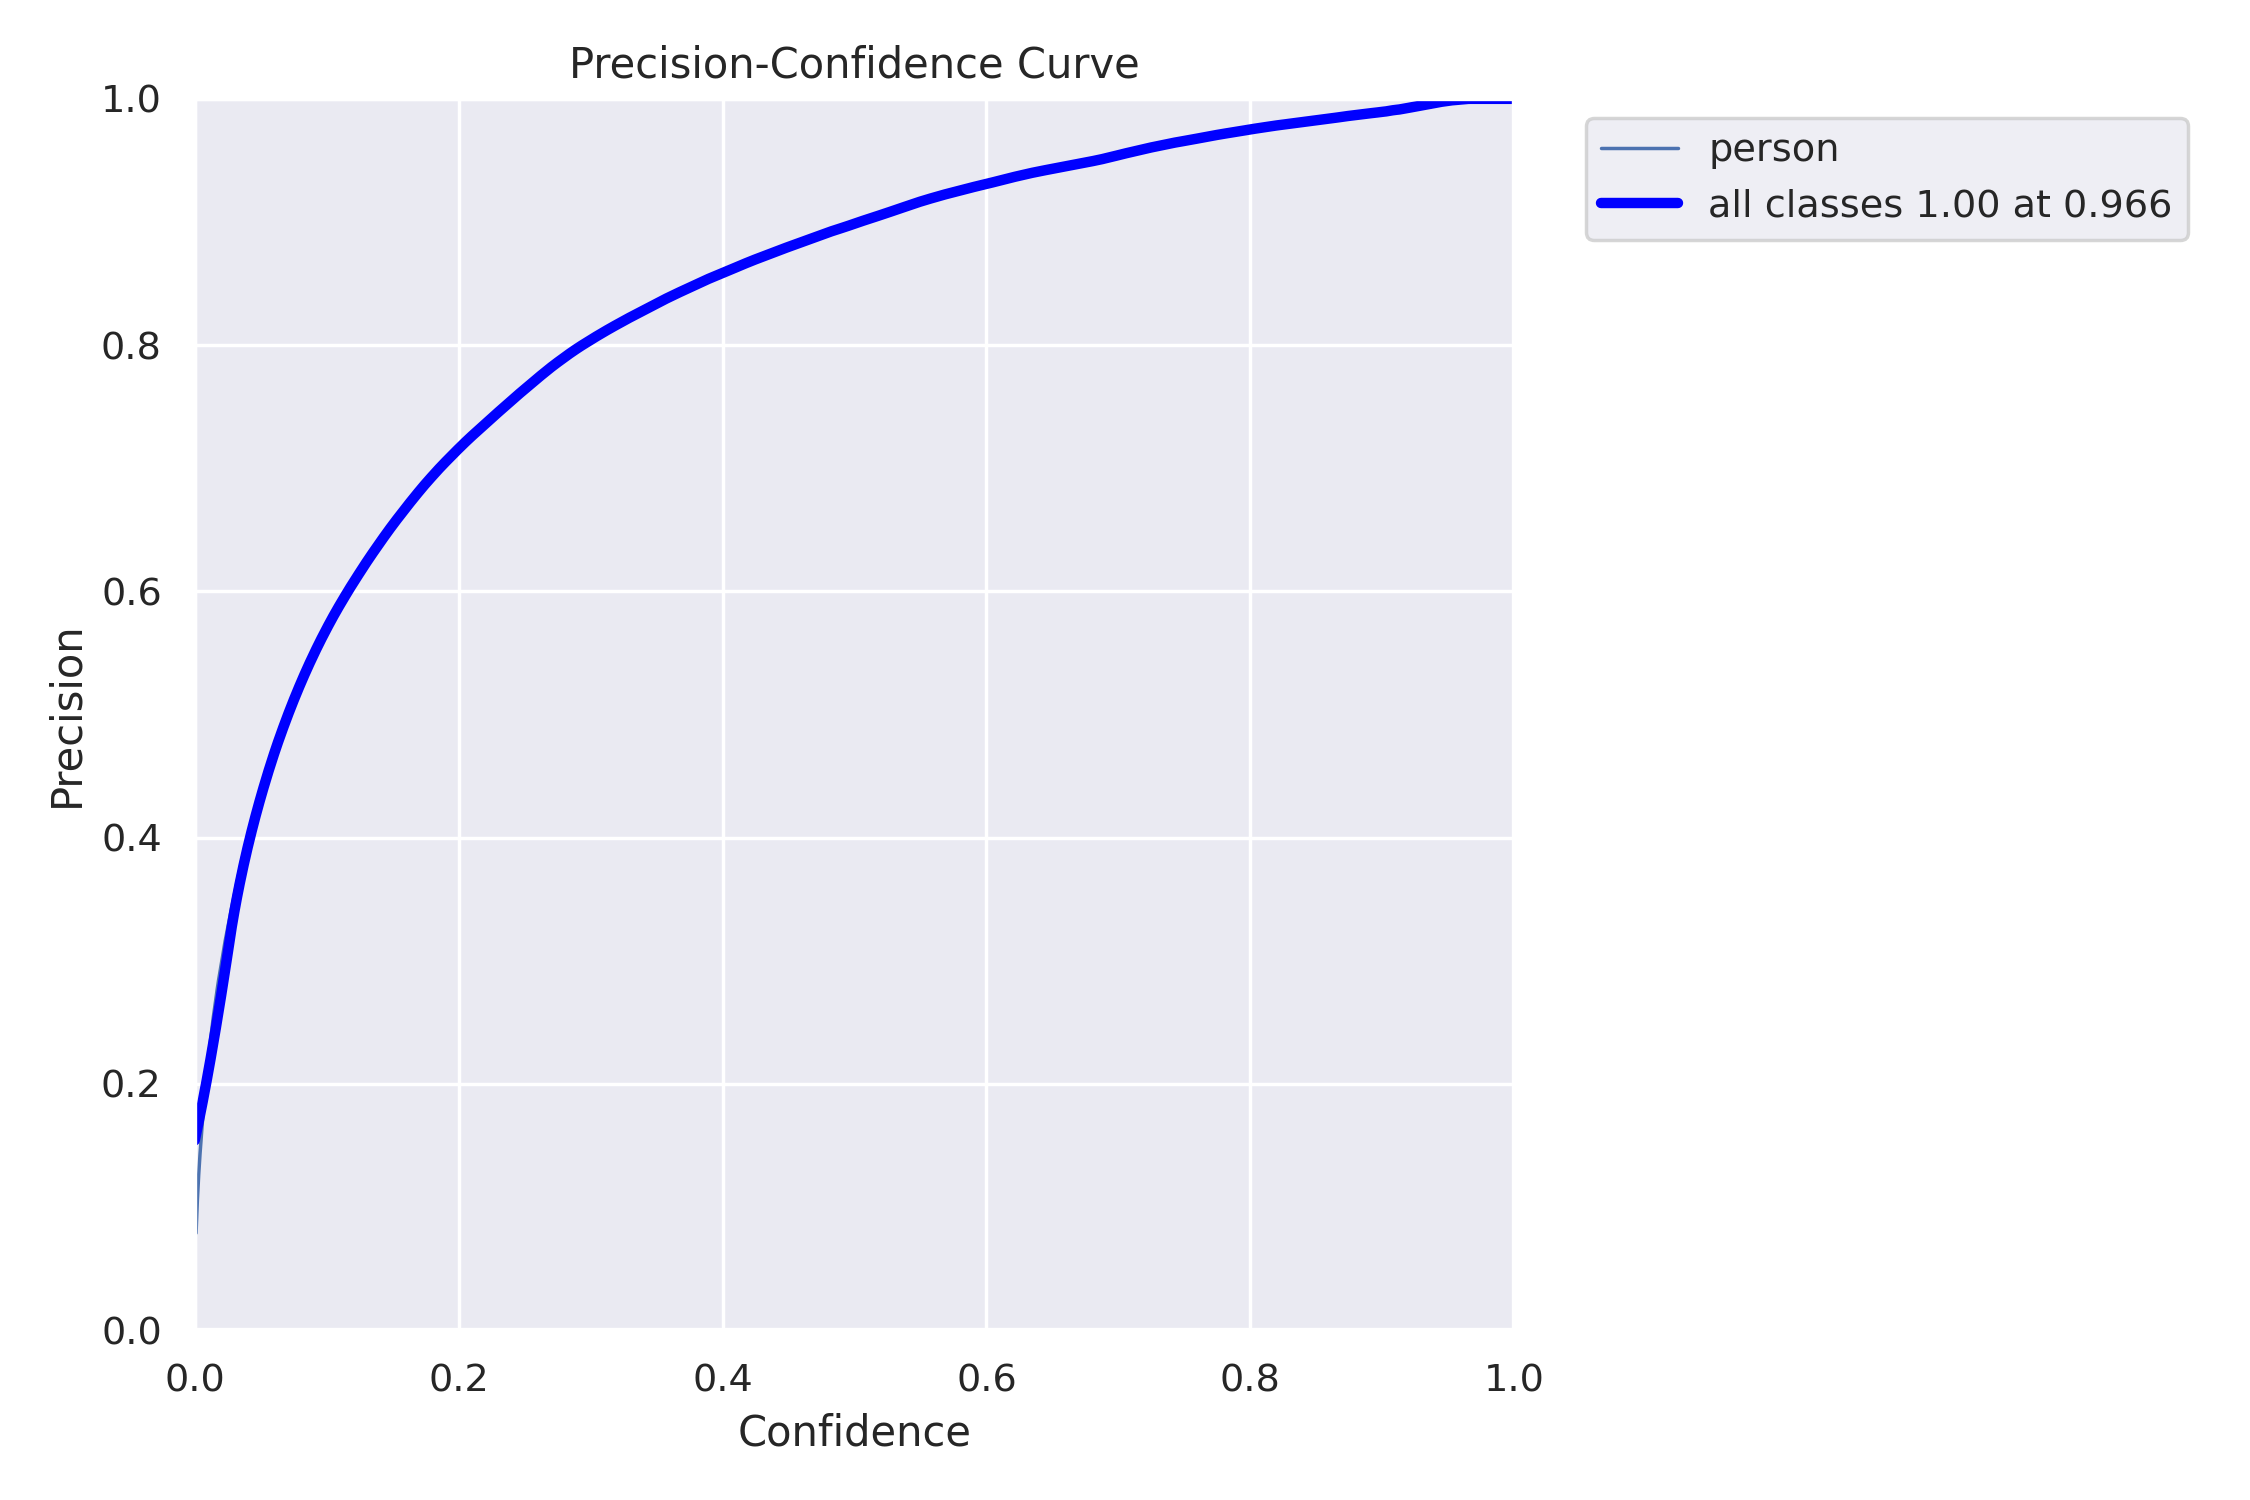 Precision-Confidence Curve
1.0
0.8
0.6
0.4
0.2
0.0
Precision
0.0 0.2 0.4 0.6 0.8 1.0
Confidence
person
all classes 1.00 at 0.966